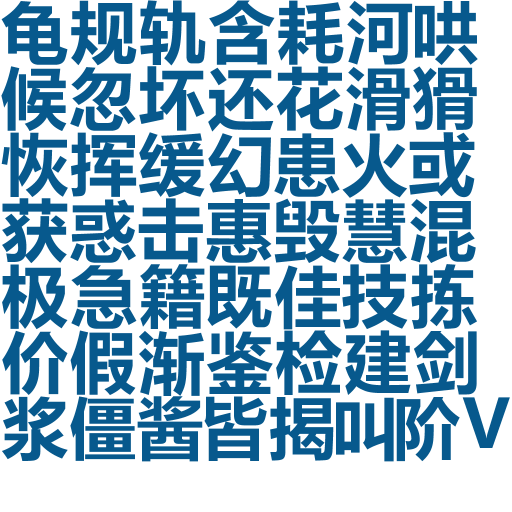 龟规轨含耗河哄
候忽坏还花滑猾
恢挥缓幻患火或
获惑击惠毁慧混
极急籍既佳技拣
价假渐鉴检建剑
浆僵酱皆揭叫阶V